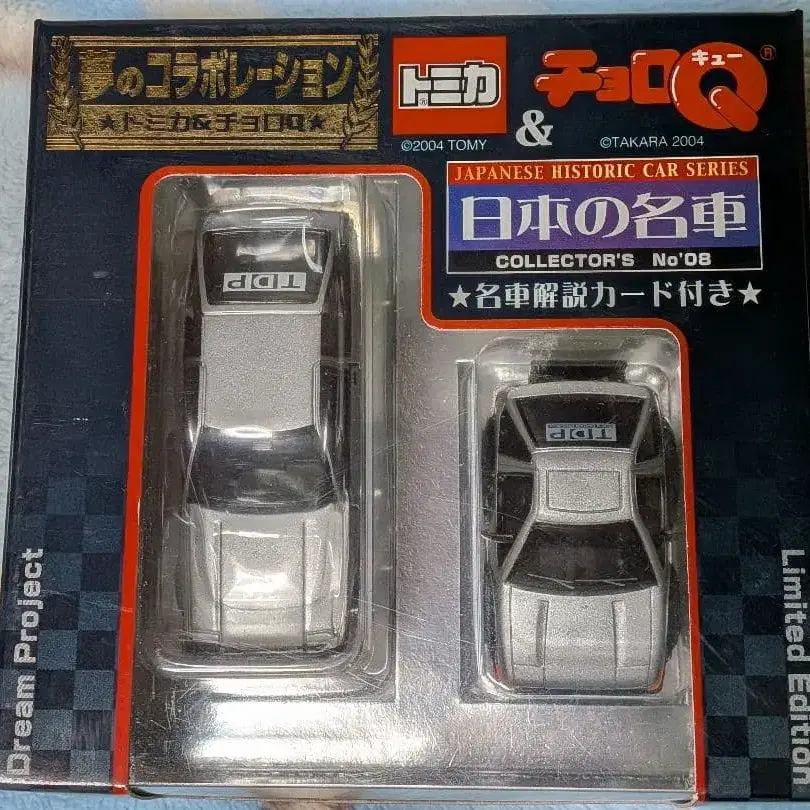 夢のコラボレーション
★トミカ&チョロQ★
トミカ®
©2004 TOMY
&
チョロQ®
キュー
©TAKARA 2004
JAPANESE HISTORIC CAR SERIES
日本の名車
COLLECTOR'S No'08
★名車解説カード付き★
TDP
TDP
Dream Project
Limited Edition